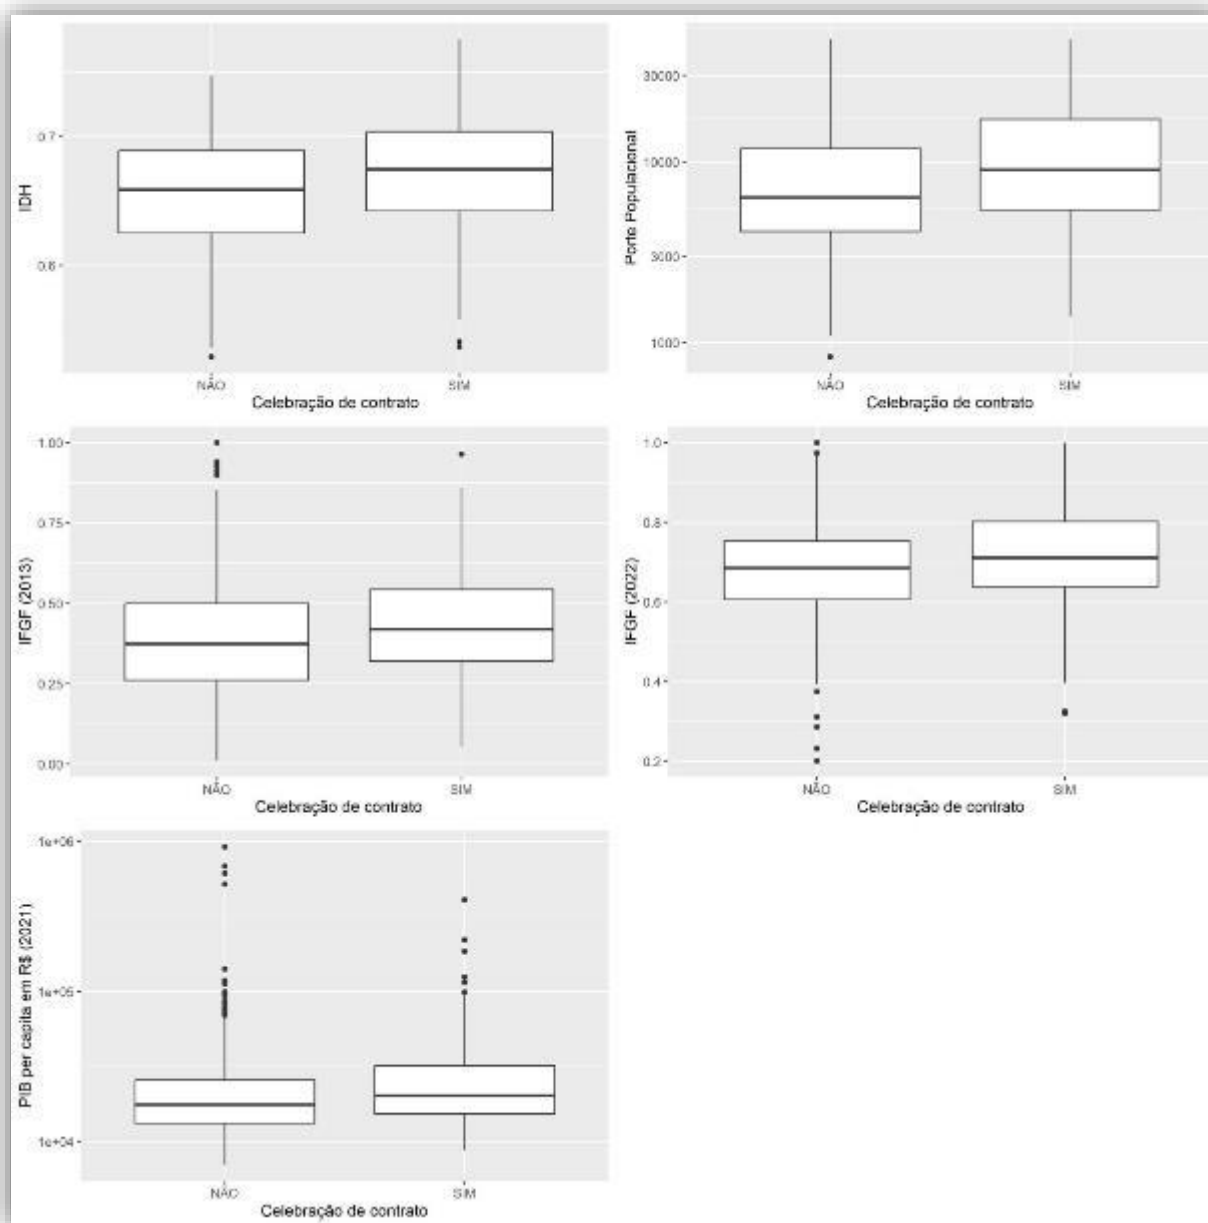 IDH
0.7
0.6
NÃO
SIM
Celebração de contrato
Porte Populacional
30000
10000
3000
1000
NÃO
SIM
Celebração de contrato
IFGF (2013)
1.00
0.75
0.50
0.25
0.00
NÃO
SIM
Celebração de contrato
IFGF (2022)
1.0
0.8
0.6
0.4
0.2
NÃO
SIM
Celebração de contrato
PIB per capita em R$ (2021)
1e+06
1e+05
1e+04
NÃO
SIM
Celebração de contrato